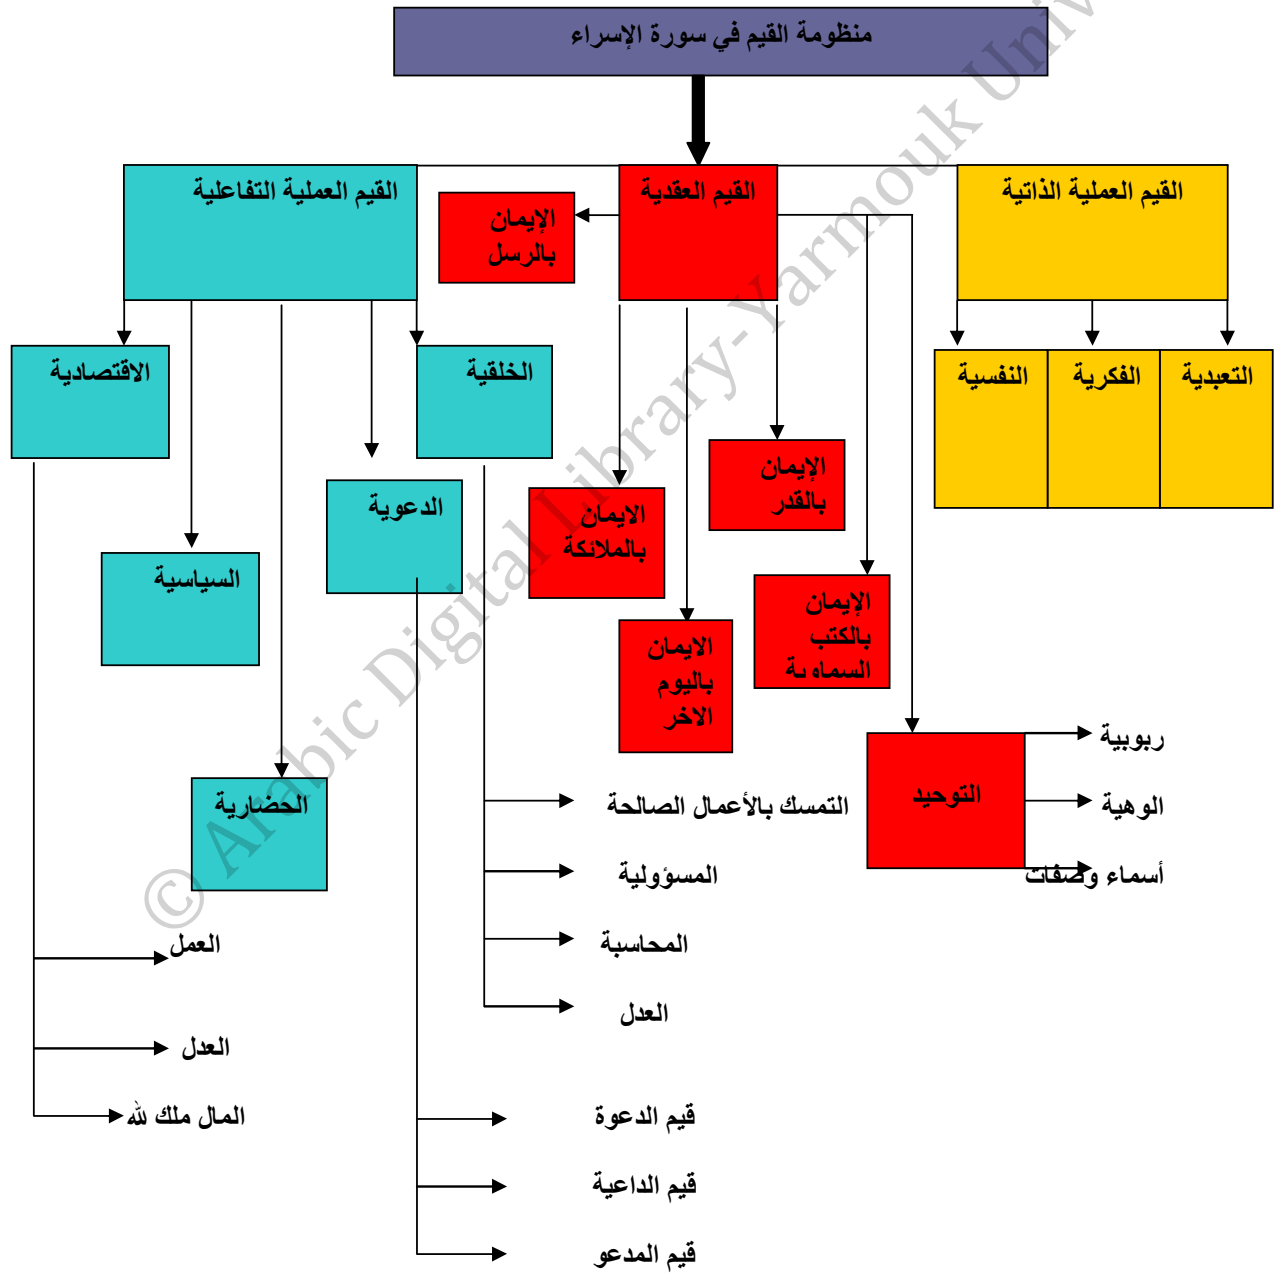 منظومة القيم في سورة الإسراء
القيم العملية الذاتية
القيم العقدية
القيم العملية التفاعلية
الإيمان
بالرسل
التعبدية
الفكرية
النفسية
الخلقية
الاقتصادية
الإيمان
بالقدر
الايمان
بالملائكة
الدعوية
السياسية
الإيمان
بالكتب
السماوية
الايمان
باليوم
الاخر
التوحيد
ربوبية
الوهية
أسماء وصفات
الحضارية
التمسك بالأعمال الصالحة
المسؤولية
المحاسبة
العدل
العمل
العدل
المال ملك لله
قيم الدعوة
قيم الداعية
قيم المدعو
© Arabic Digital Library-Yarmouk Univ